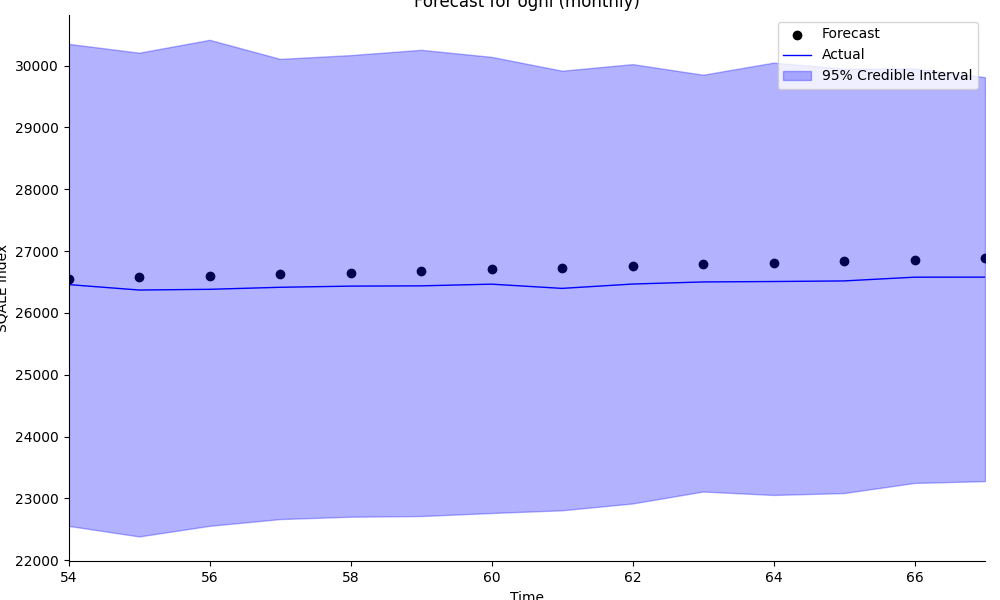 Forecast for ognl (monthly)
Forecast
Actual
95% Credible Interval
SQALE Index
30000
29000
28000
27000
26000
25000
24000
23000
22000
54
56
58
60
62
64
66
Time